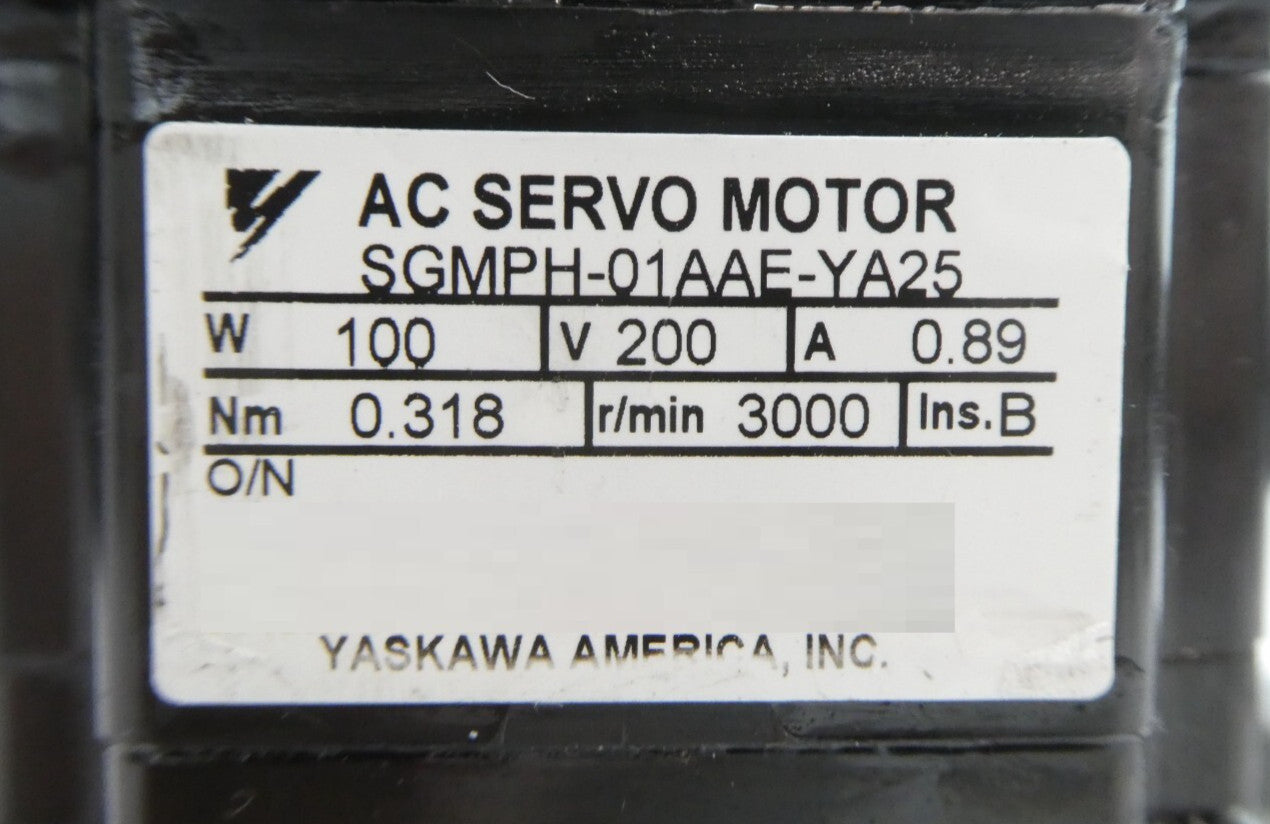 AC SERVO MOTOR
SGMPH-01AAE-YA25
W 100 V 200 A 0.89
Nm 0.318 r/min 3000 Ins. B
O/N
YASKAWA AMERICA, INC.